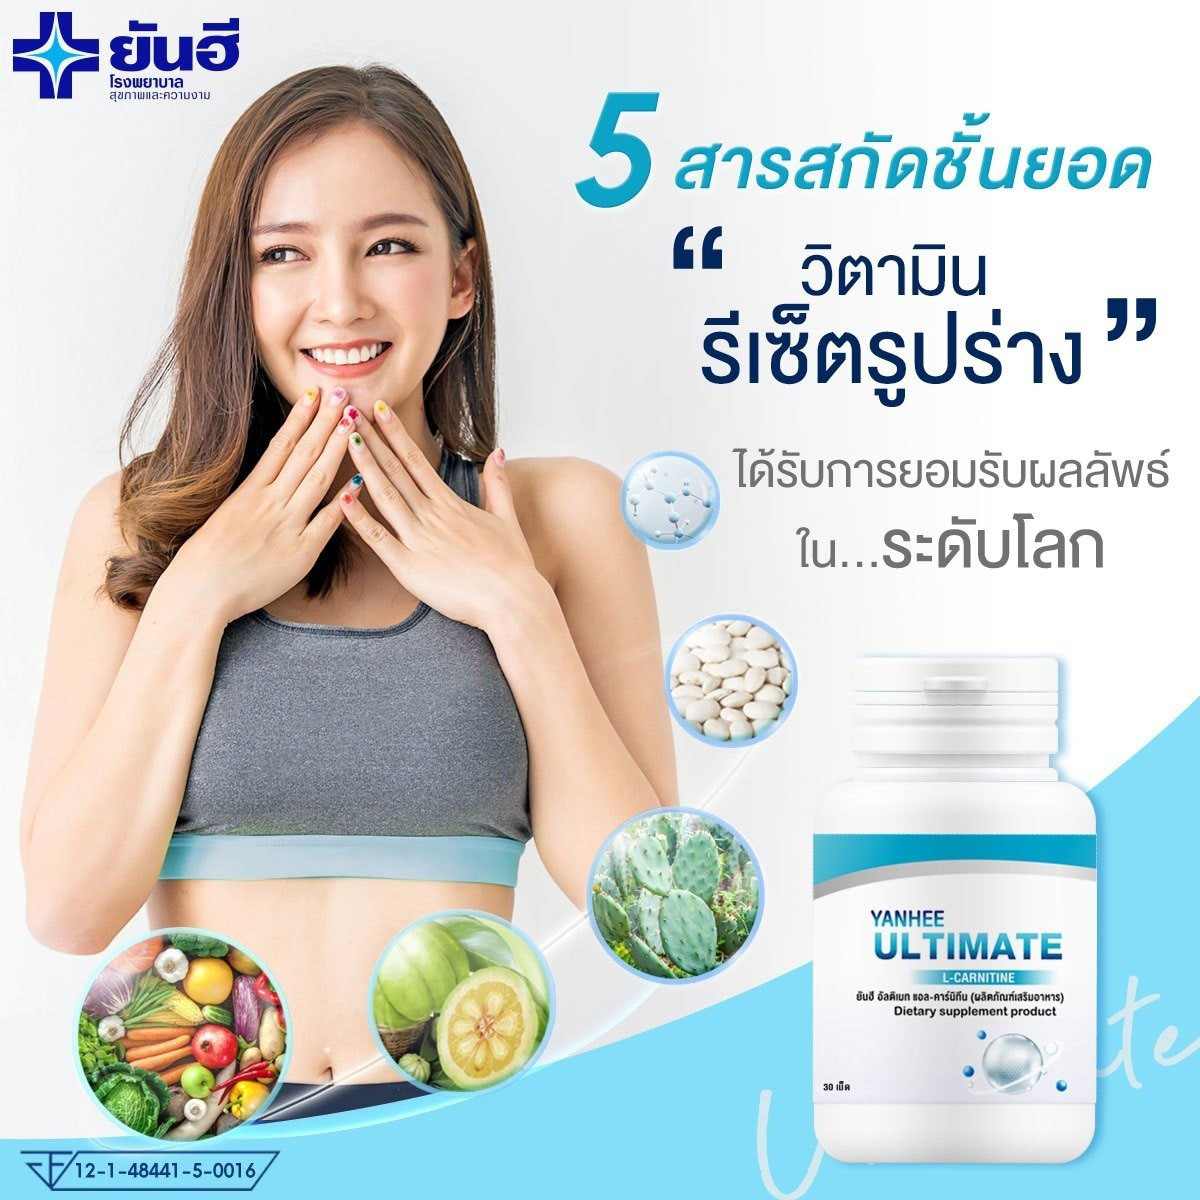 ยันฮี
โรงพยาบาล
สุขภาพและความงาม
5 สารสกัดชั้นยอด
“ วิตามิน
รีเซ็ตรูปร่าง ”
ได้รับการยอมรับผลลัพธ์
ใน...ระดับโลก
YANHEE
ULTIMATE
L-CARNITINE
ยันฮี อัลติเมท แอล-คาร์นิทีน (ผลิตภัณฑ์เสริมอาหาร)
Dietary supplement product
30 เม็ด
12-1-48441-5-0016